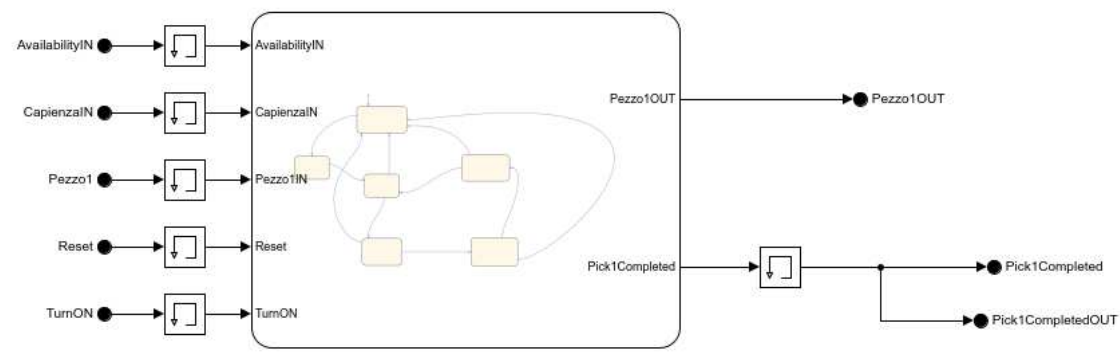 AvailabilityIN
AvailabilityIN
CapienzaIN
CapienzaIN
Pezzo1OUT
Pezzo1OUT
Pezzo1
Pezzo1IN
Reset
Reset
Pick1Completed
Pick1Completed
TurnON
TurnON
Pick1CompletedOUT